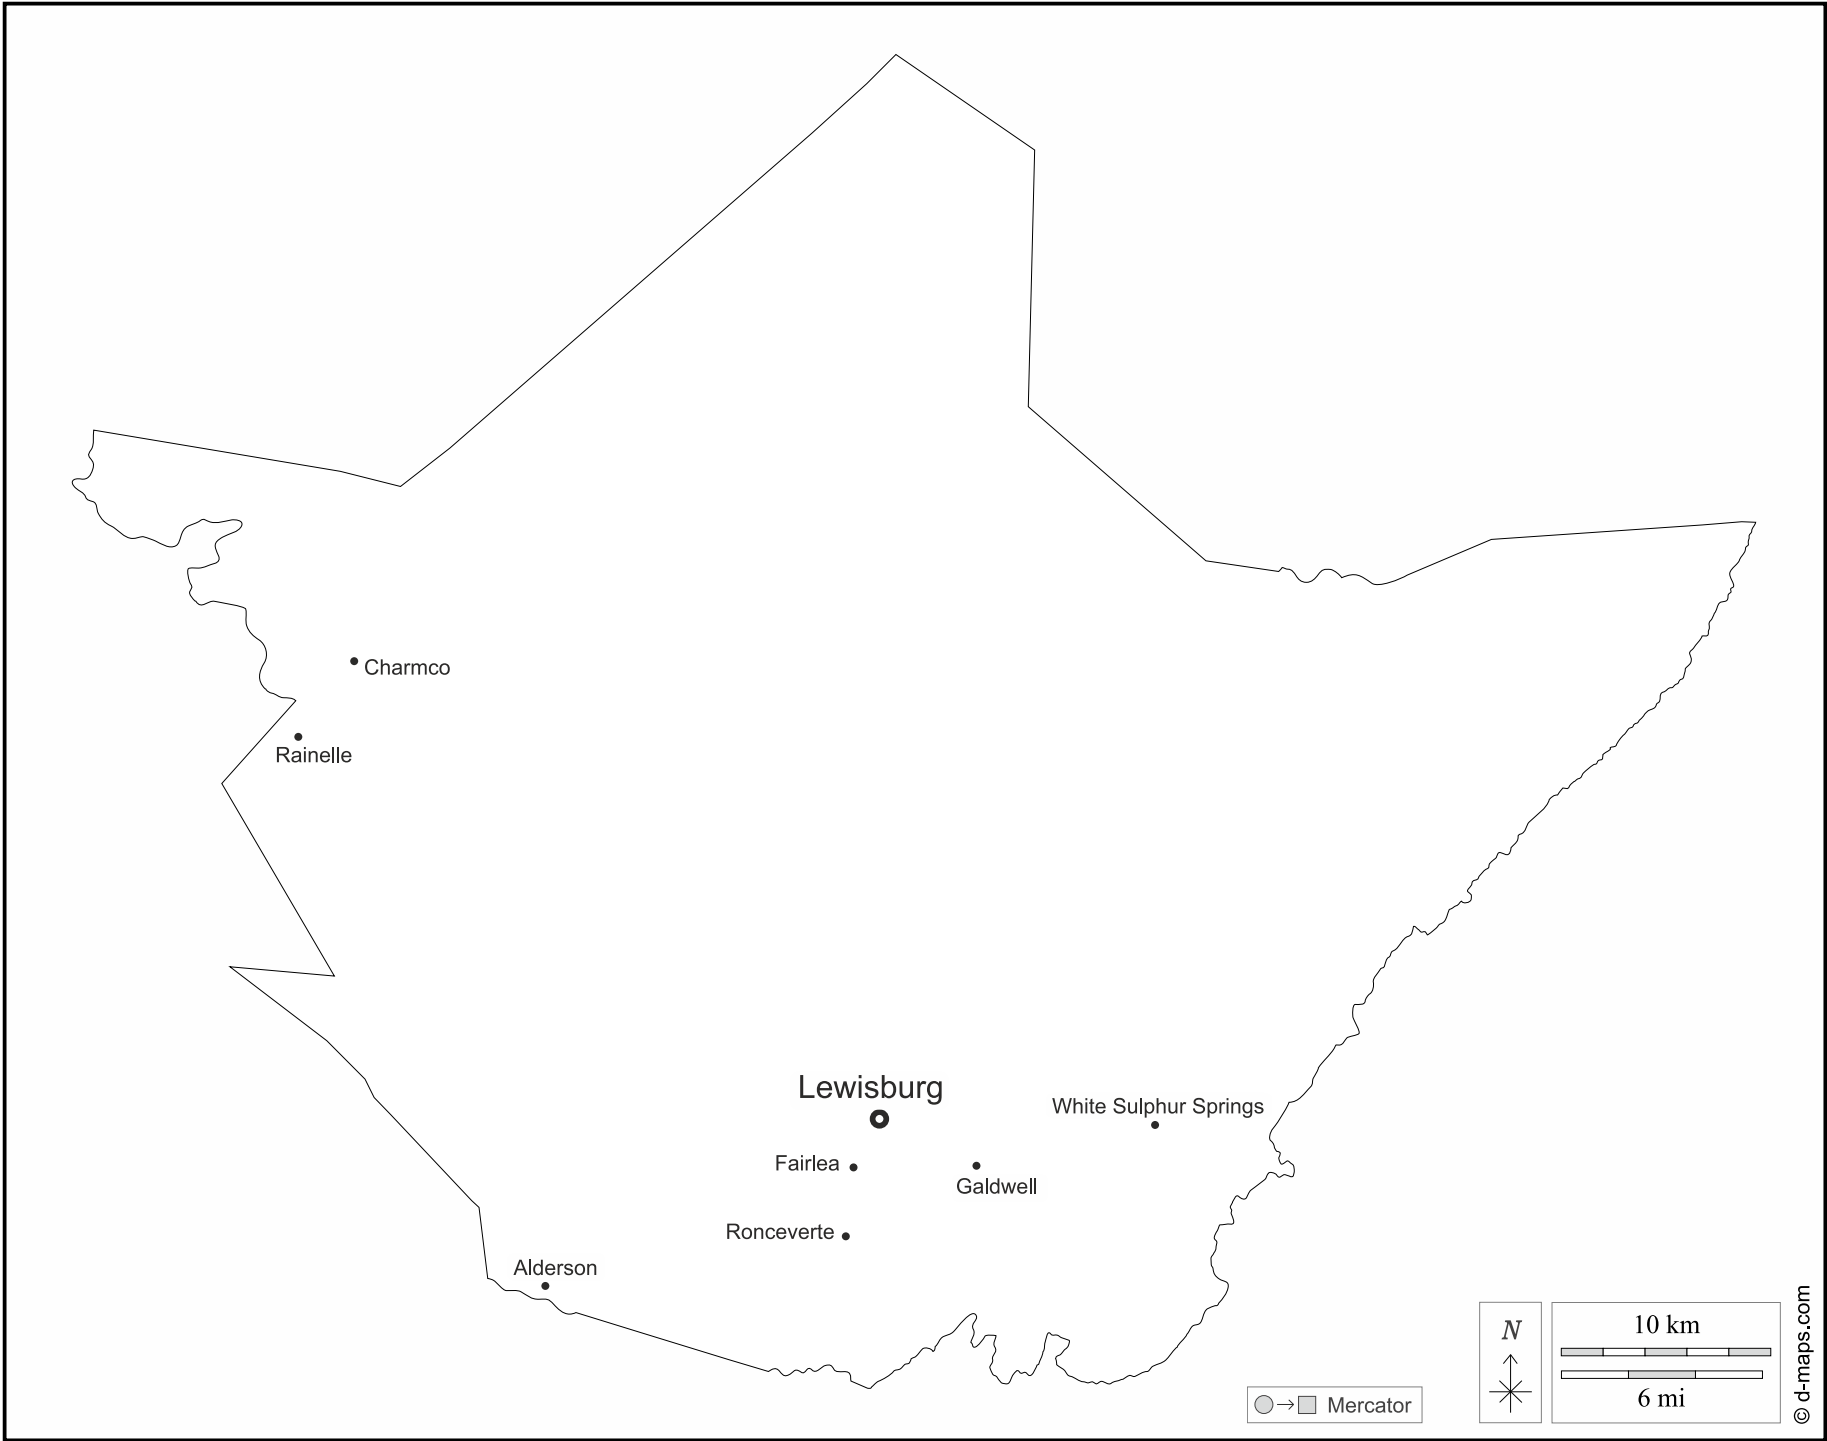 Charmco
Rainelle
Lewisburg
White Sulphur Springs
Fairlea
Galdwell
Ronceverte
Alderson
N
10 km
6 mi
Mercator
© d-maps.com